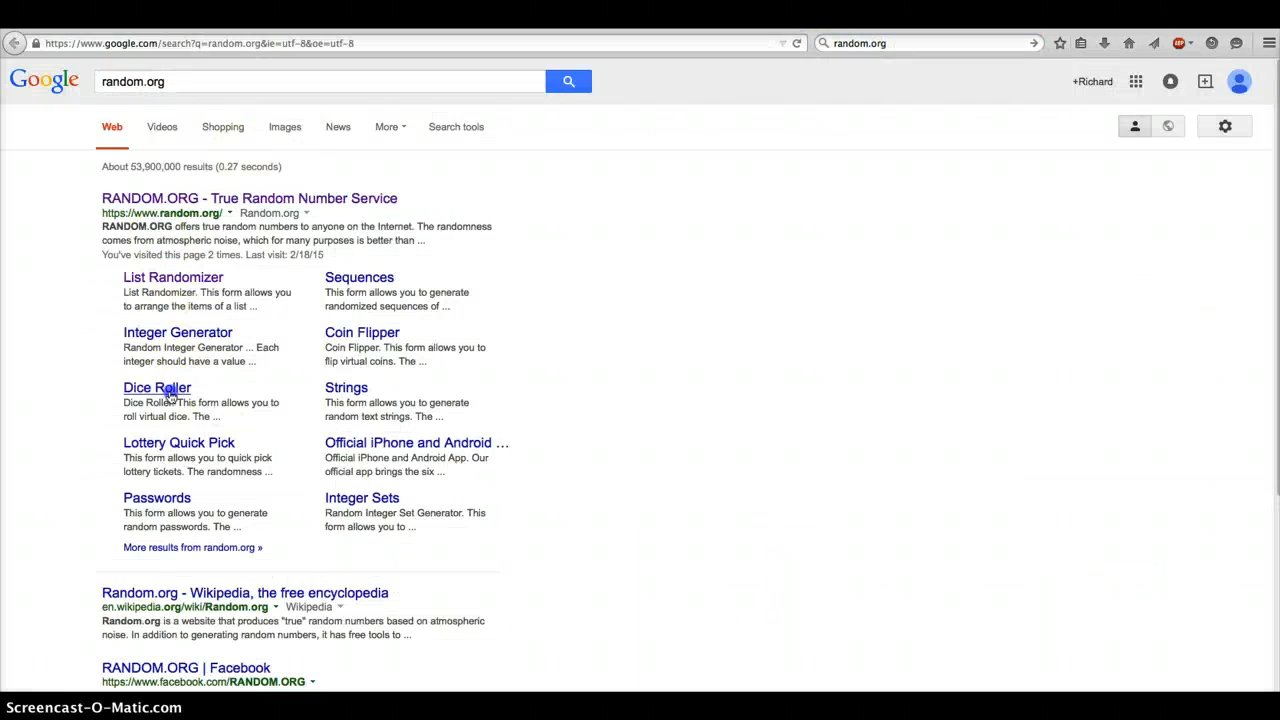 https://www.google.com/search?q=random.org&ie=utf-8&oe=utf-8
random.org
Google
random.org
+Richard
Web Videos Shopping Images News More Search tools
About 53,900,000 results (0.27 seconds)
RANDOM.ORG - True Random Number Service
https://www.random.org/ Random.org
RANDOM.ORG offers true random numbers to anyone on the Internet. The randomness
comes from atmospheric noise, which for many purposes is better than ...
You've visited this page 2 times. Last visit: 2/18/15
List Randomizer
List Randomizer. This form allows you
to arrange the items of a list ...
Sequences
This form allows you to generate
randomized sequences of ...
Integer Generator
Random Integer Generator ... Each
integer should have a value ...
Coin Flipper
Coin Flipper. This form allows you to
flip virtual coins. The ...
Dice Roller
Dice Roller. This form allows you to
roll virtual dice. The ...
Strings
This form allows you to generate
random text strings. The ...
Lottery Quick Pick
This form allows you to quick pick
lottery tickets. The randomness ...
Official iPhone and Android ...
Official iPhone and Android App. Our
official app brings the six ...
Passwords
This form allows you to generate
random passwords. The ...
Integer Sets
Random Integer Set Generator. This
form allows you to ...
More results from random.org »
Random.org - Wikipedia, the free encyclopedia
en.wikipedia.org/wiki/Random.org Wikipedia
Random.org is a website that produces "true" random numbers based on atmospheric
noise. In addition to generating random numbers, it has free tools to ...
RANDOM.ORG | Facebook
https://www.facebook.com/RANDOM.ORG
Screencast-O-Matic.com